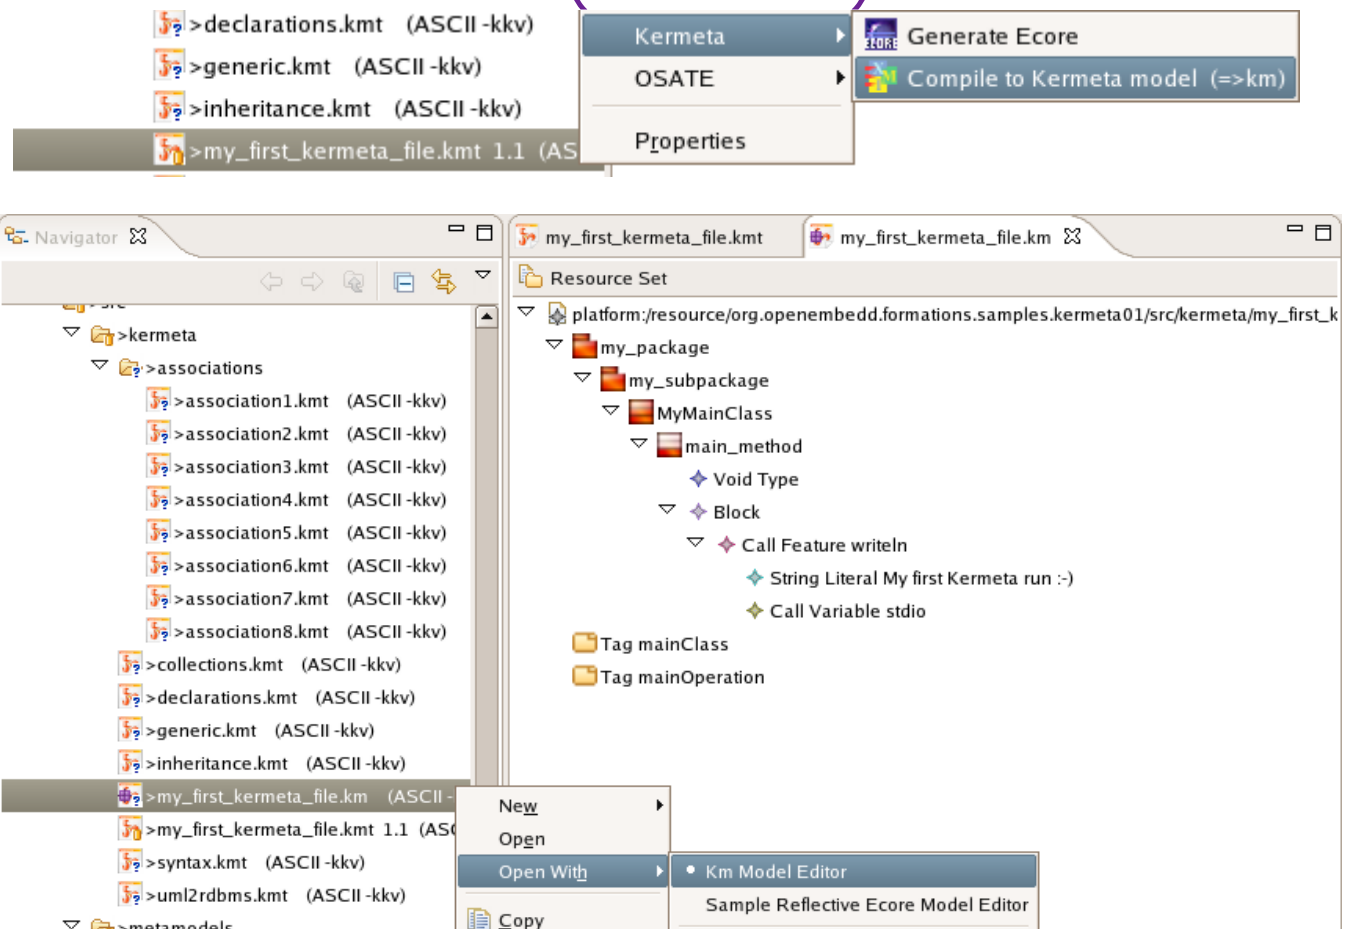 >declarations.kmt (ASCII -kkv)
>generic.kmt (ASCII -kkv)
>inheritance.kmt (ASCII -kkv)
>my_first_kermeta_file.kmt 1.1 (AS
Kermeta
OSATE
Properties
Generate Ecore
Compile to Kermeta model (=>km)
Navigator
>kermeta
>associations
>association1.kmt (ASCII -kkv)
>association2.kmt (ASCII -kkv)
>association3.kmt (ASCII -kkv)
>association4.kmt (ASCII -kkv)
>association5.kmt (ASCII -kkv)
>association6.kmt (ASCII -kkv)
>association7.kmt (ASCII -kkv)
>association8.kmt (ASCII -kkv)
>collections.kmt (ASCII -kkv)
>declarations.kmt (ASCII -kkv)
>generic.kmt (ASCII -kkv)
>inheritance.kmt (ASCII -kkv)
>my_first_kermeta_file.km (ASCII -
>my_first_kermeta_file.kmt 1.1 (ASC
>syntax.kmt (ASCII -kkv)
>uml2rdbms.kmt (ASCII -kkv)
>metamodels
my_first_kermeta_file.kmt
my_first_kermeta_file.km
Resource Set
platform:/resource/org.openembedd.formations.samples.kermeta01/src/kermeta/my_first_k
my_package
my_subpackage
MyMainClass
main_method
Void Type
Block
Call Feature writeln
String Literal My first Kermeta run :-)
Call Variable stdio
Tag mainClass
Tag mainOperation
New
Open
Open With
Copy
Km Model Editor
Sample Reflective Ecore Model Editor